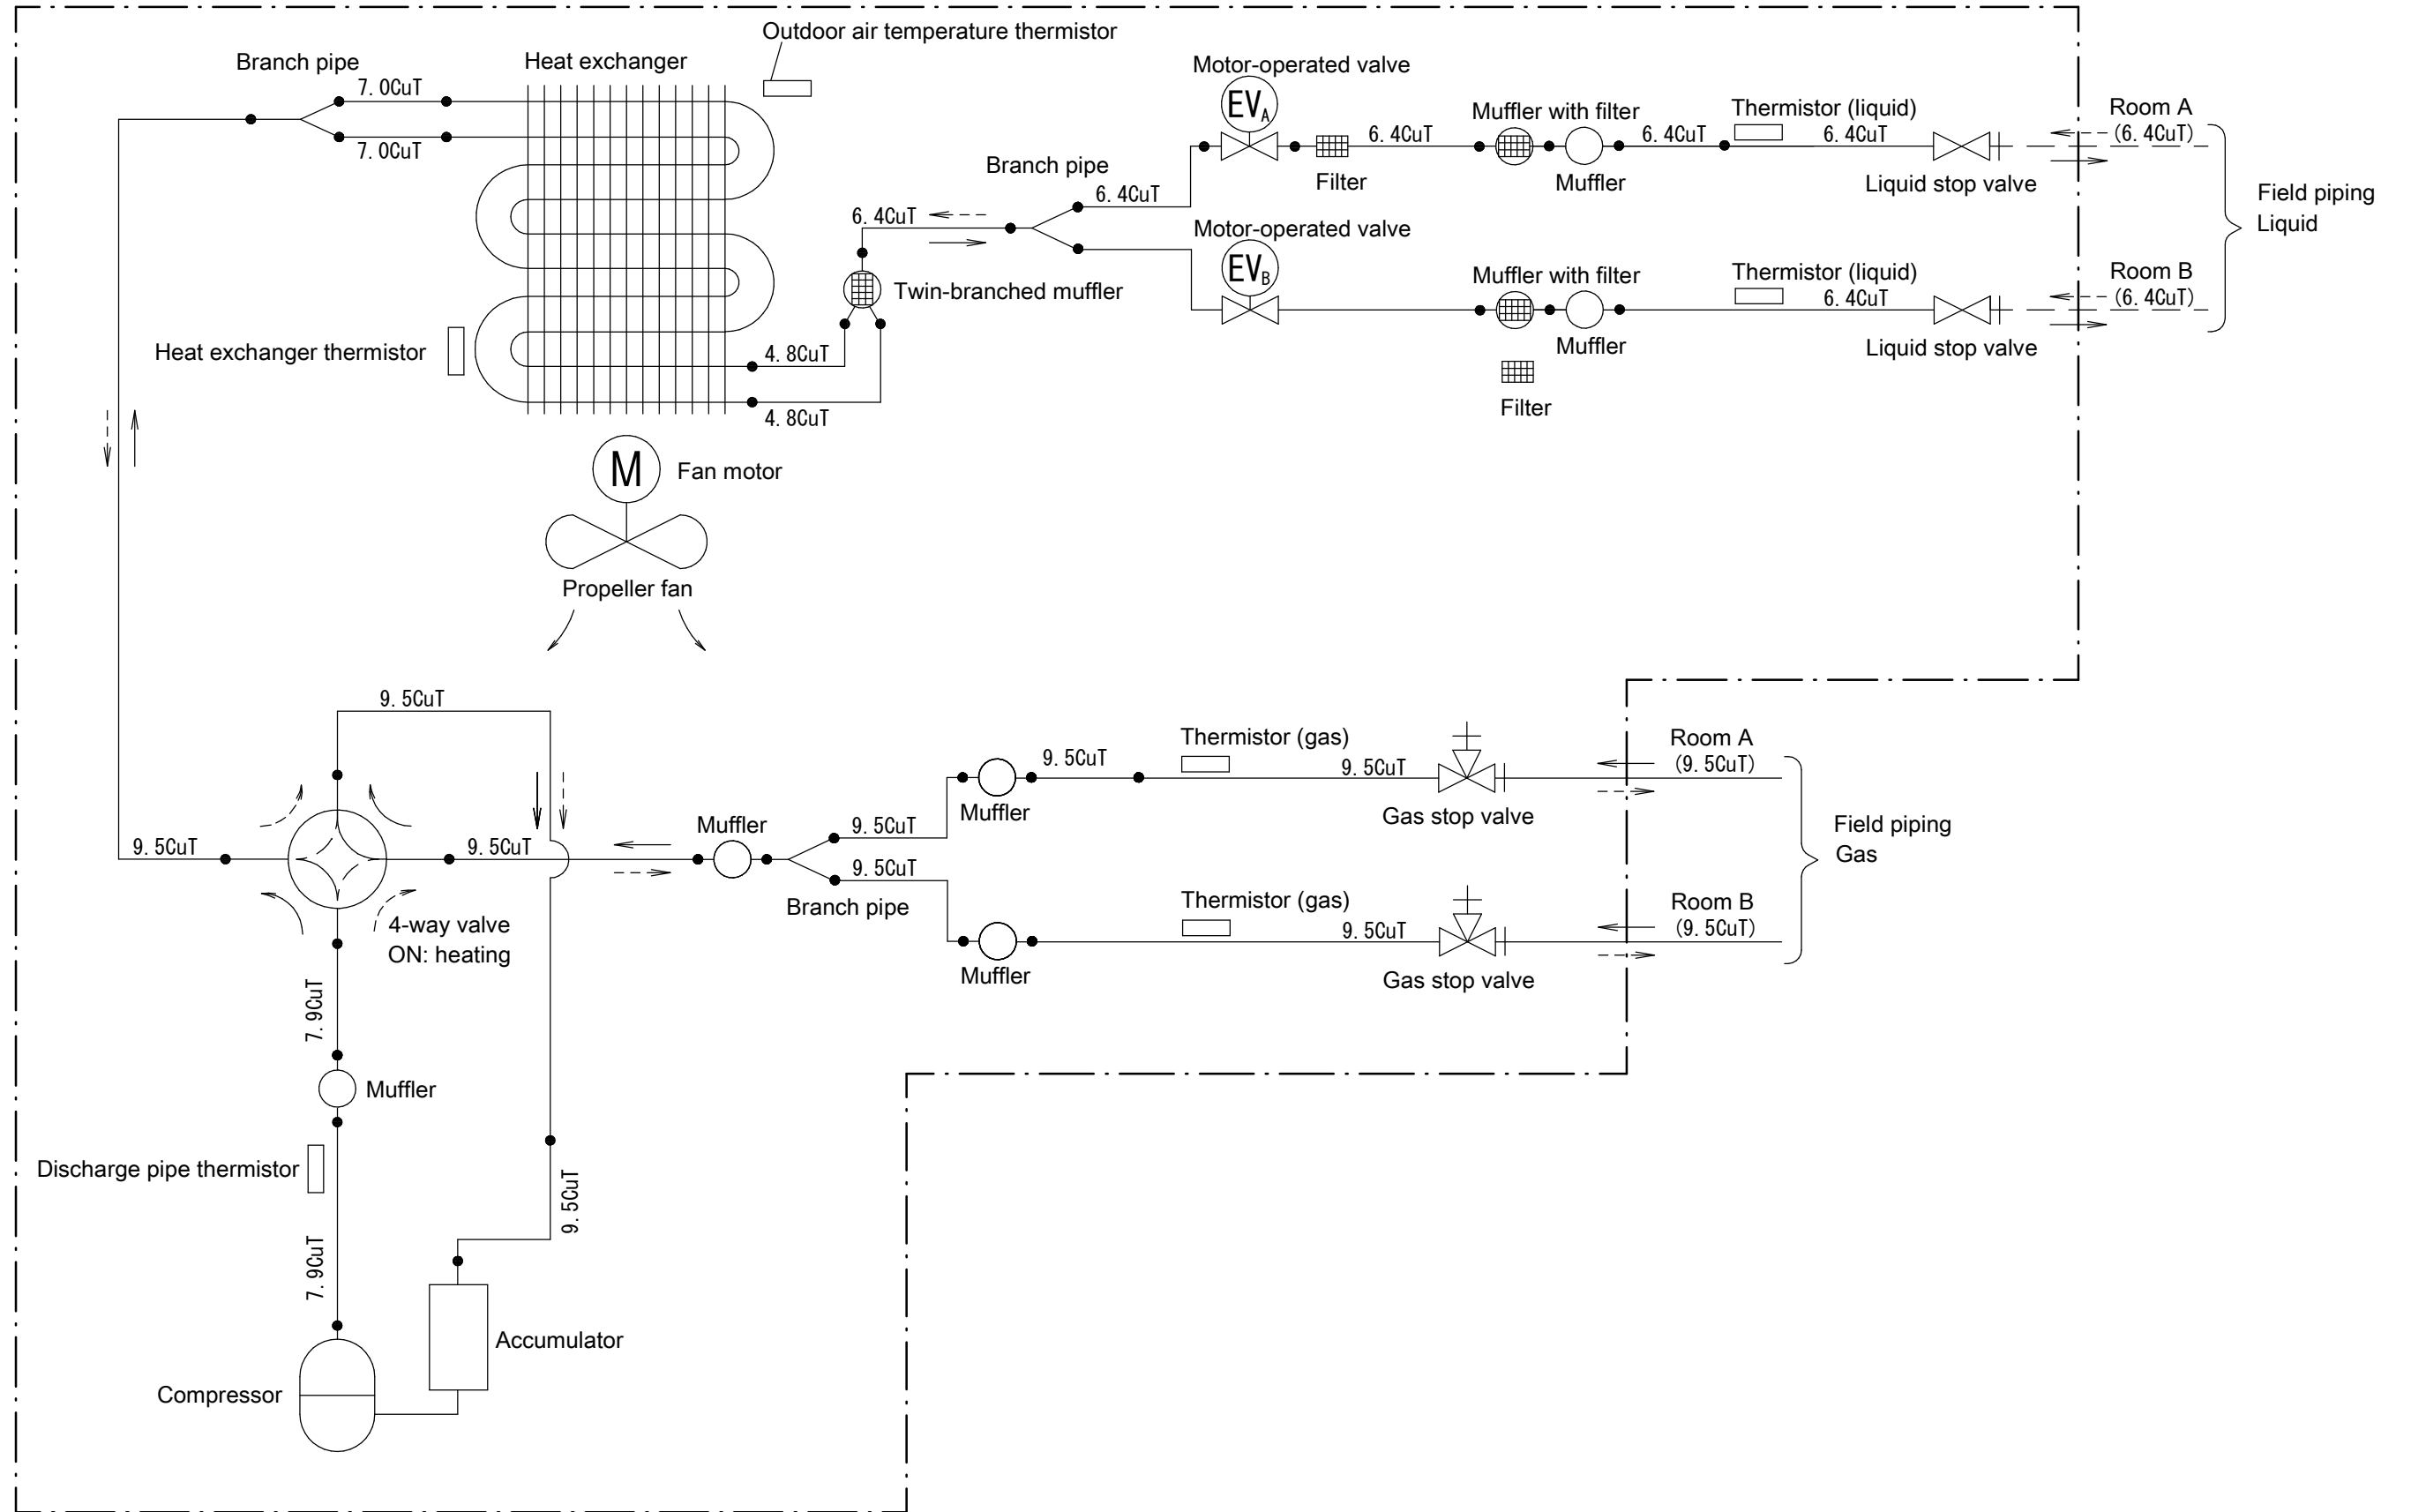 Outdoor air temperature thermistor
Branch pipe
Heat exchanger
7.0CuT
7.0CuT
Motor-operated valve
EVA
Muffler with filter
Thermistor (liquid)
Room A
6.4CuT
6.4CuT
6.4CuT
(6.4CuT)
Filter
Muffler
Liquid stop valve
Branch pipe
6.4CuT
6.4CuT
Field piping
Liquid
Motor-operated valve
EVB
Muffler with filter
Thermistor (liquid)
Room B
6.4CuT
(6.4CuT)
Twin-branched muffler
Muffler
Liquid stop valve
Filter
Heat exchanger thermistor
4.8CuT
4.8CuT
M
Fan motor
Propeller fan
9.5CuT
Thermistor (gas)
Room A
9.5CuT
9.5CuT
(9.5CuT)
Muffler
Gas stop valve
9.5CuT
9.5CuT
Muffler
9.5CuT
9.5CuT
Branch pipe
Field piping
Gas
Thermistor (gas)
Room B
9.5CuT
(9.5CuT)
Muffler
Gas stop valve
4-way valve
ON: heating
7.9CuT
Muffler
Discharge pipe thermistor
9.5CuT
7.9CuT
Accumulator
Compressor